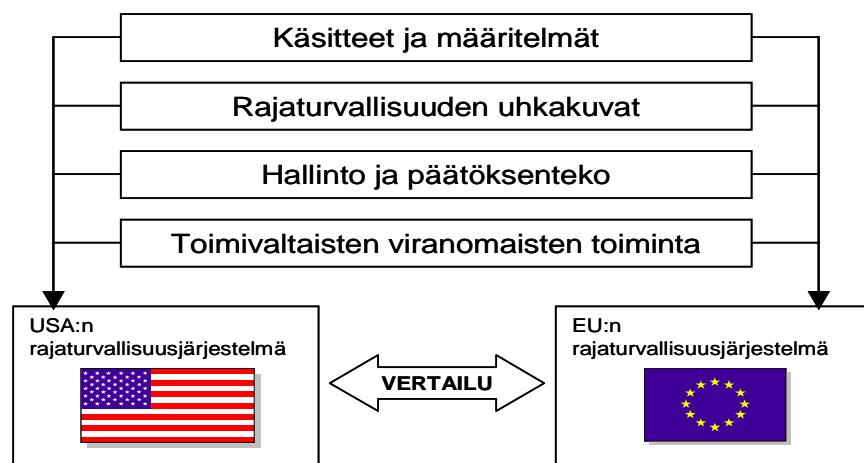 Käsitteet ja määritelmät
Rajaturvallisuuden uhkakuvat
Hallinto ja päätöksenteko
Toimivaltaisten viranomaisten toiminta
USA:n
rajaturvallisuusjärjestelmä
VERTAILU
EU:n
rajaturvallisuusjärjestelmä